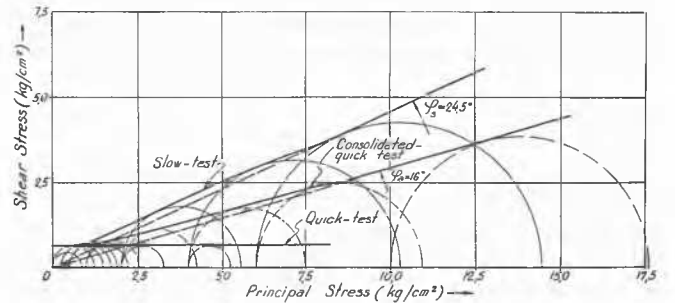 7,5
5,0
2,5
0
2,5
5,0
7,5
10,0
12,5
15,0
17,5
Shear Stress (kg/cm²)
Principal Stress (kg/cm²)
Slow-test
Consolidated-
quick test
Quick-test
φs=24,5°
φn=16°